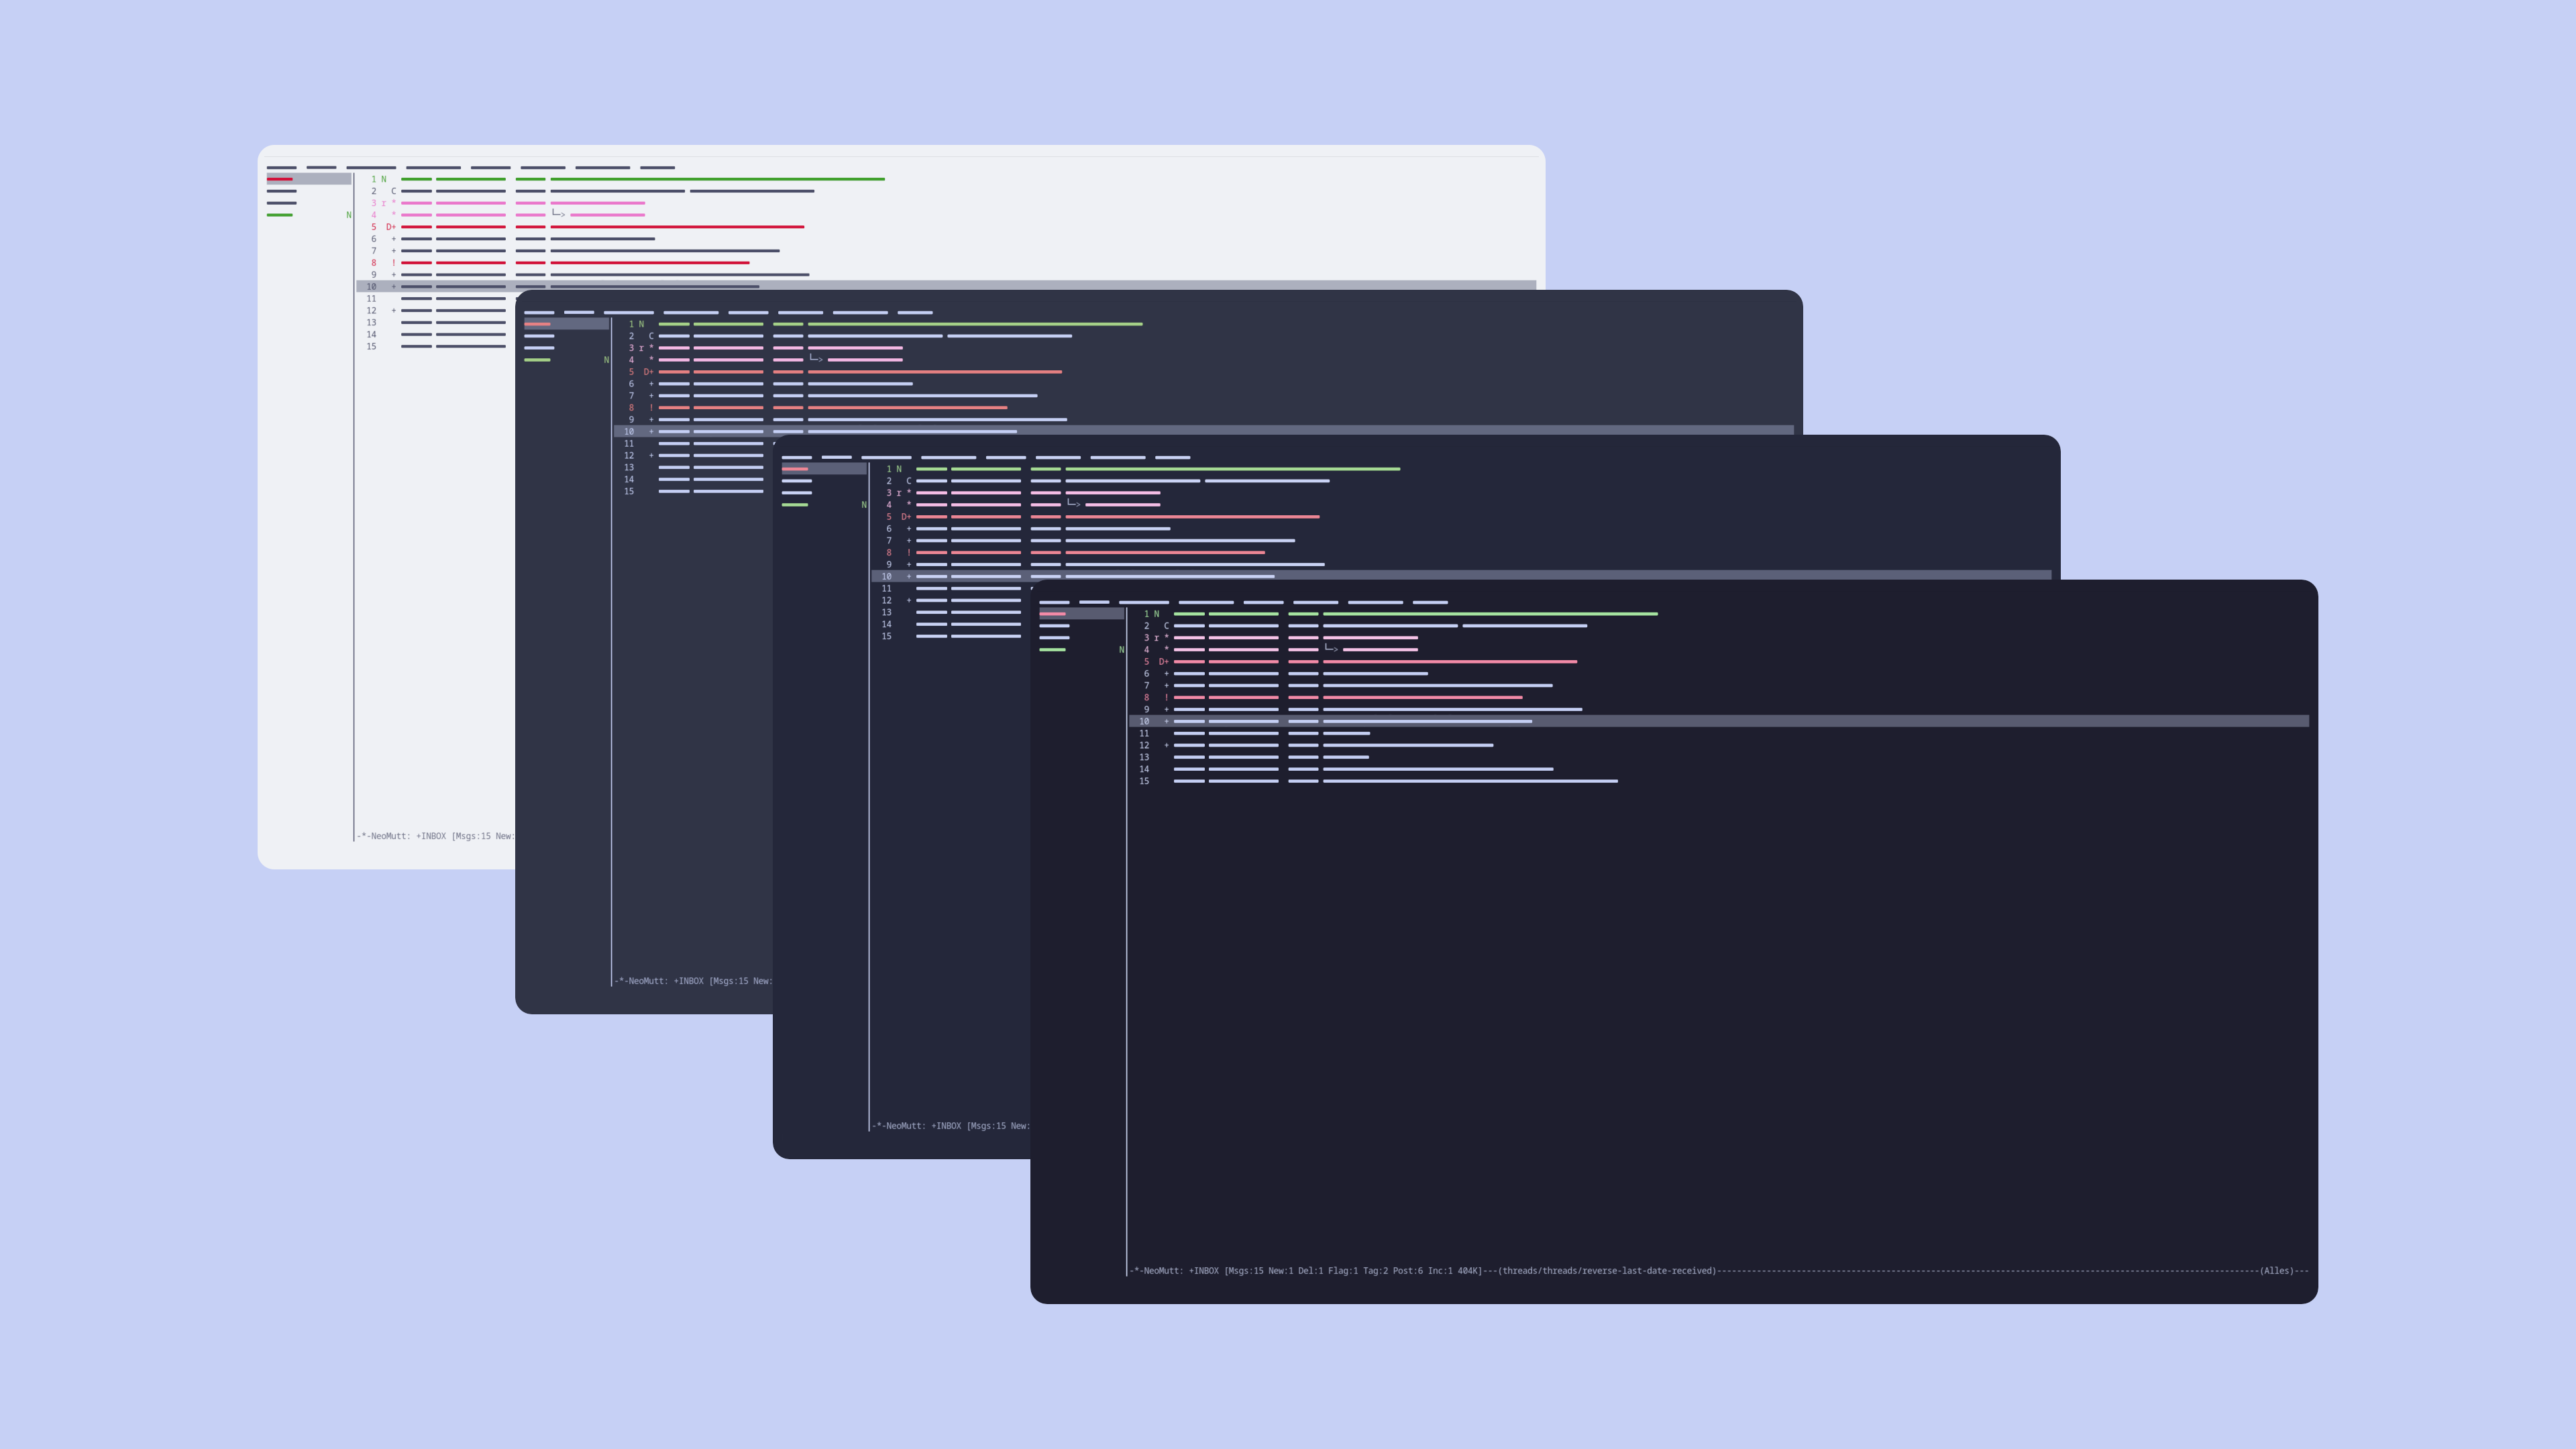 1 N
2 C
3 r *
4 * └─>
5 D+
6 +
7 +
8 !
9 +
10 +
11
12 +
13
14
15
N
-*-NeoMutt: +INBOX [Msgs:15 New:
1 N
2 C
3 r *
4 * └─>
5 D+
6 +
7 +
8 !
9 +
10 +
11
12 +
13
14
15
N
-*-NeoMutt: +INBOX [Msgs:15 New:
1 N
2 C
3 r *
4 * └─>
5 D+
6 +
7 +
8 !
9 +
10 +
11
12 +
13
14
15
N
-*-NeoMutt: +INBOX [Msgs:15 New:
1 N
2 C
3 r *
4 * └─>
5 D+
6 +
7 +
8 !
9 +
10 +
11
12 +
13
14
15
N
-*-NeoMutt: +INBOX [Msgs:15 New:1 Del:1 Flag:1 Tag:2 Post:6 Inc:1 404K]---(threads/threads/reverse-last-date-received)---(Alles)---